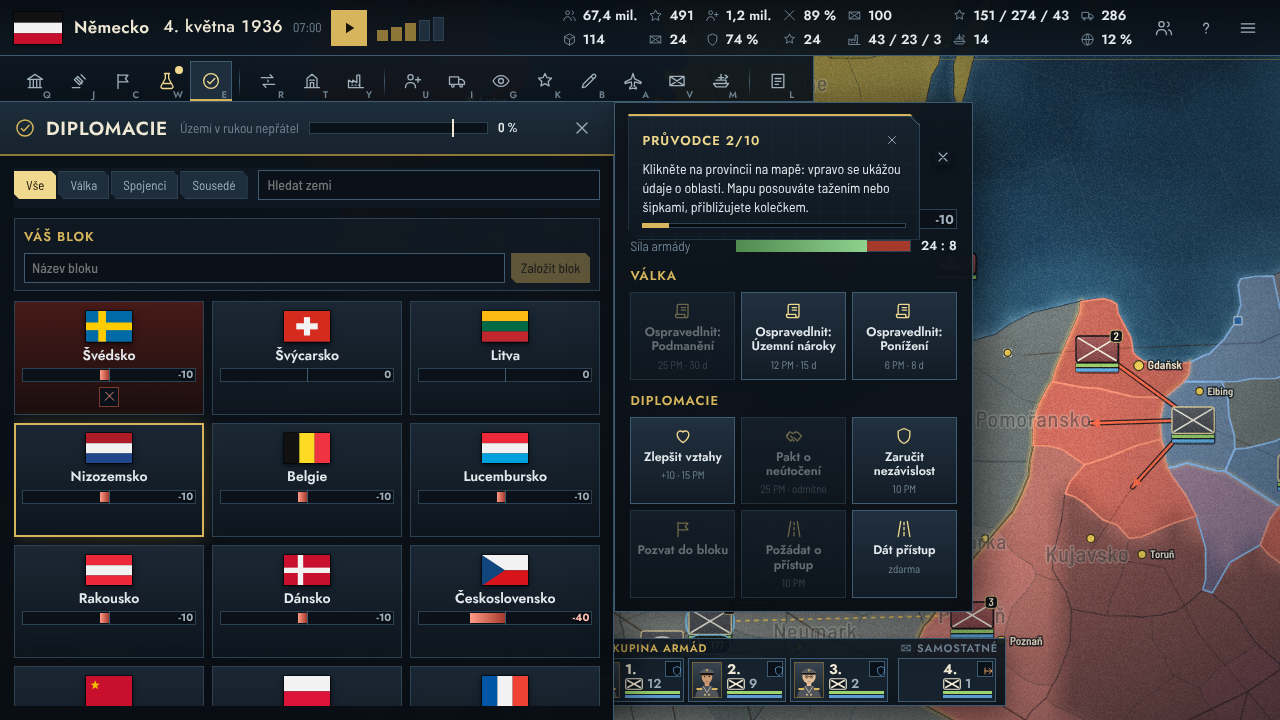 Německo 4. května 1936 07:00
67,4 mil. 491 1,2 mil. 89 % 100 151 / 274 / 43 286
114 24 74 % 24 43 / 23 / 3 14 12 %
?
Q J C W E R T Y U I G K B A V M L
DIPLOMACIE Území v rukou nepřátel 0 %
Vše Válka Spojenci Sousedé Hledat zemi
VÁŠ BLOK
Název bloku Založit blok
Švédsko Švýcarsko Litva
-10 0 0
Nizozemsko Belgie Lucembursko
-10 -10 -10
Rakousko Dánsko Československo
-10 -10 -40
PRŮVODCE 2/10
Klikněte na provincii na mapě: vpravo se ukážou
údaje o oblasti. Mapu posouváte tažením nebo
šipkami, přibližujete kolečkem.
-10
Síla armády 24 : 8
VÁLKA
Ospravedlnit: Podmanění
25 PM · 30 d
Ospravedlnit: Územní nároky
12 PM · 15 d
Ospravedlnit: Ponížení
6 PM · 8 d
DIPLOMACIE
Zlepšit vztahy
+10 · 15 PM
Pakt o neútočení
25 PM · odmítne
Zaručit nezávislost
10 PM
Pozvat do bloku
Požádat o přístup
10 PM
Dát přístup
zdarma
2
Gdaňsk
Elbing
Pomořansko
Kujavsko
Toruň
3
Poznaň
Neumark
KUPINA ARMÁD SAMOSTATNÉ
1. 2. 3. 4.
12 9 2 1